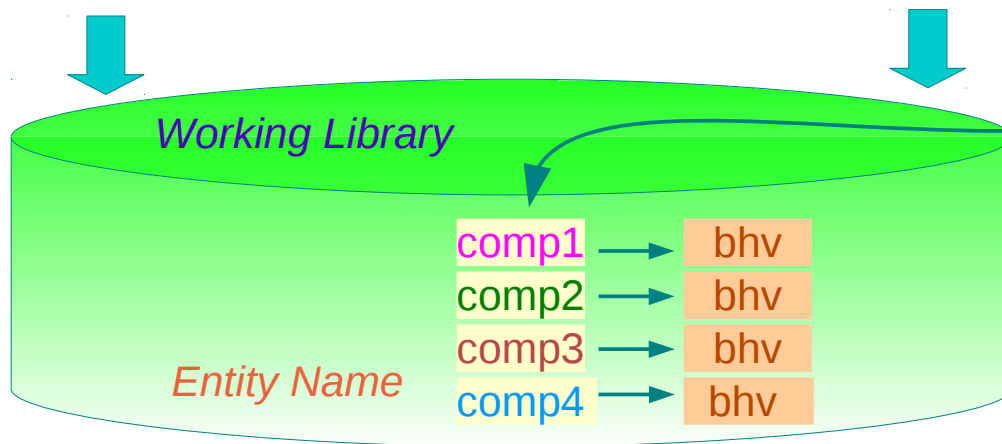 Working Library
comp1 bhv
comp2 bhv
comp3 bhv
Entity Name
comp4 bhv